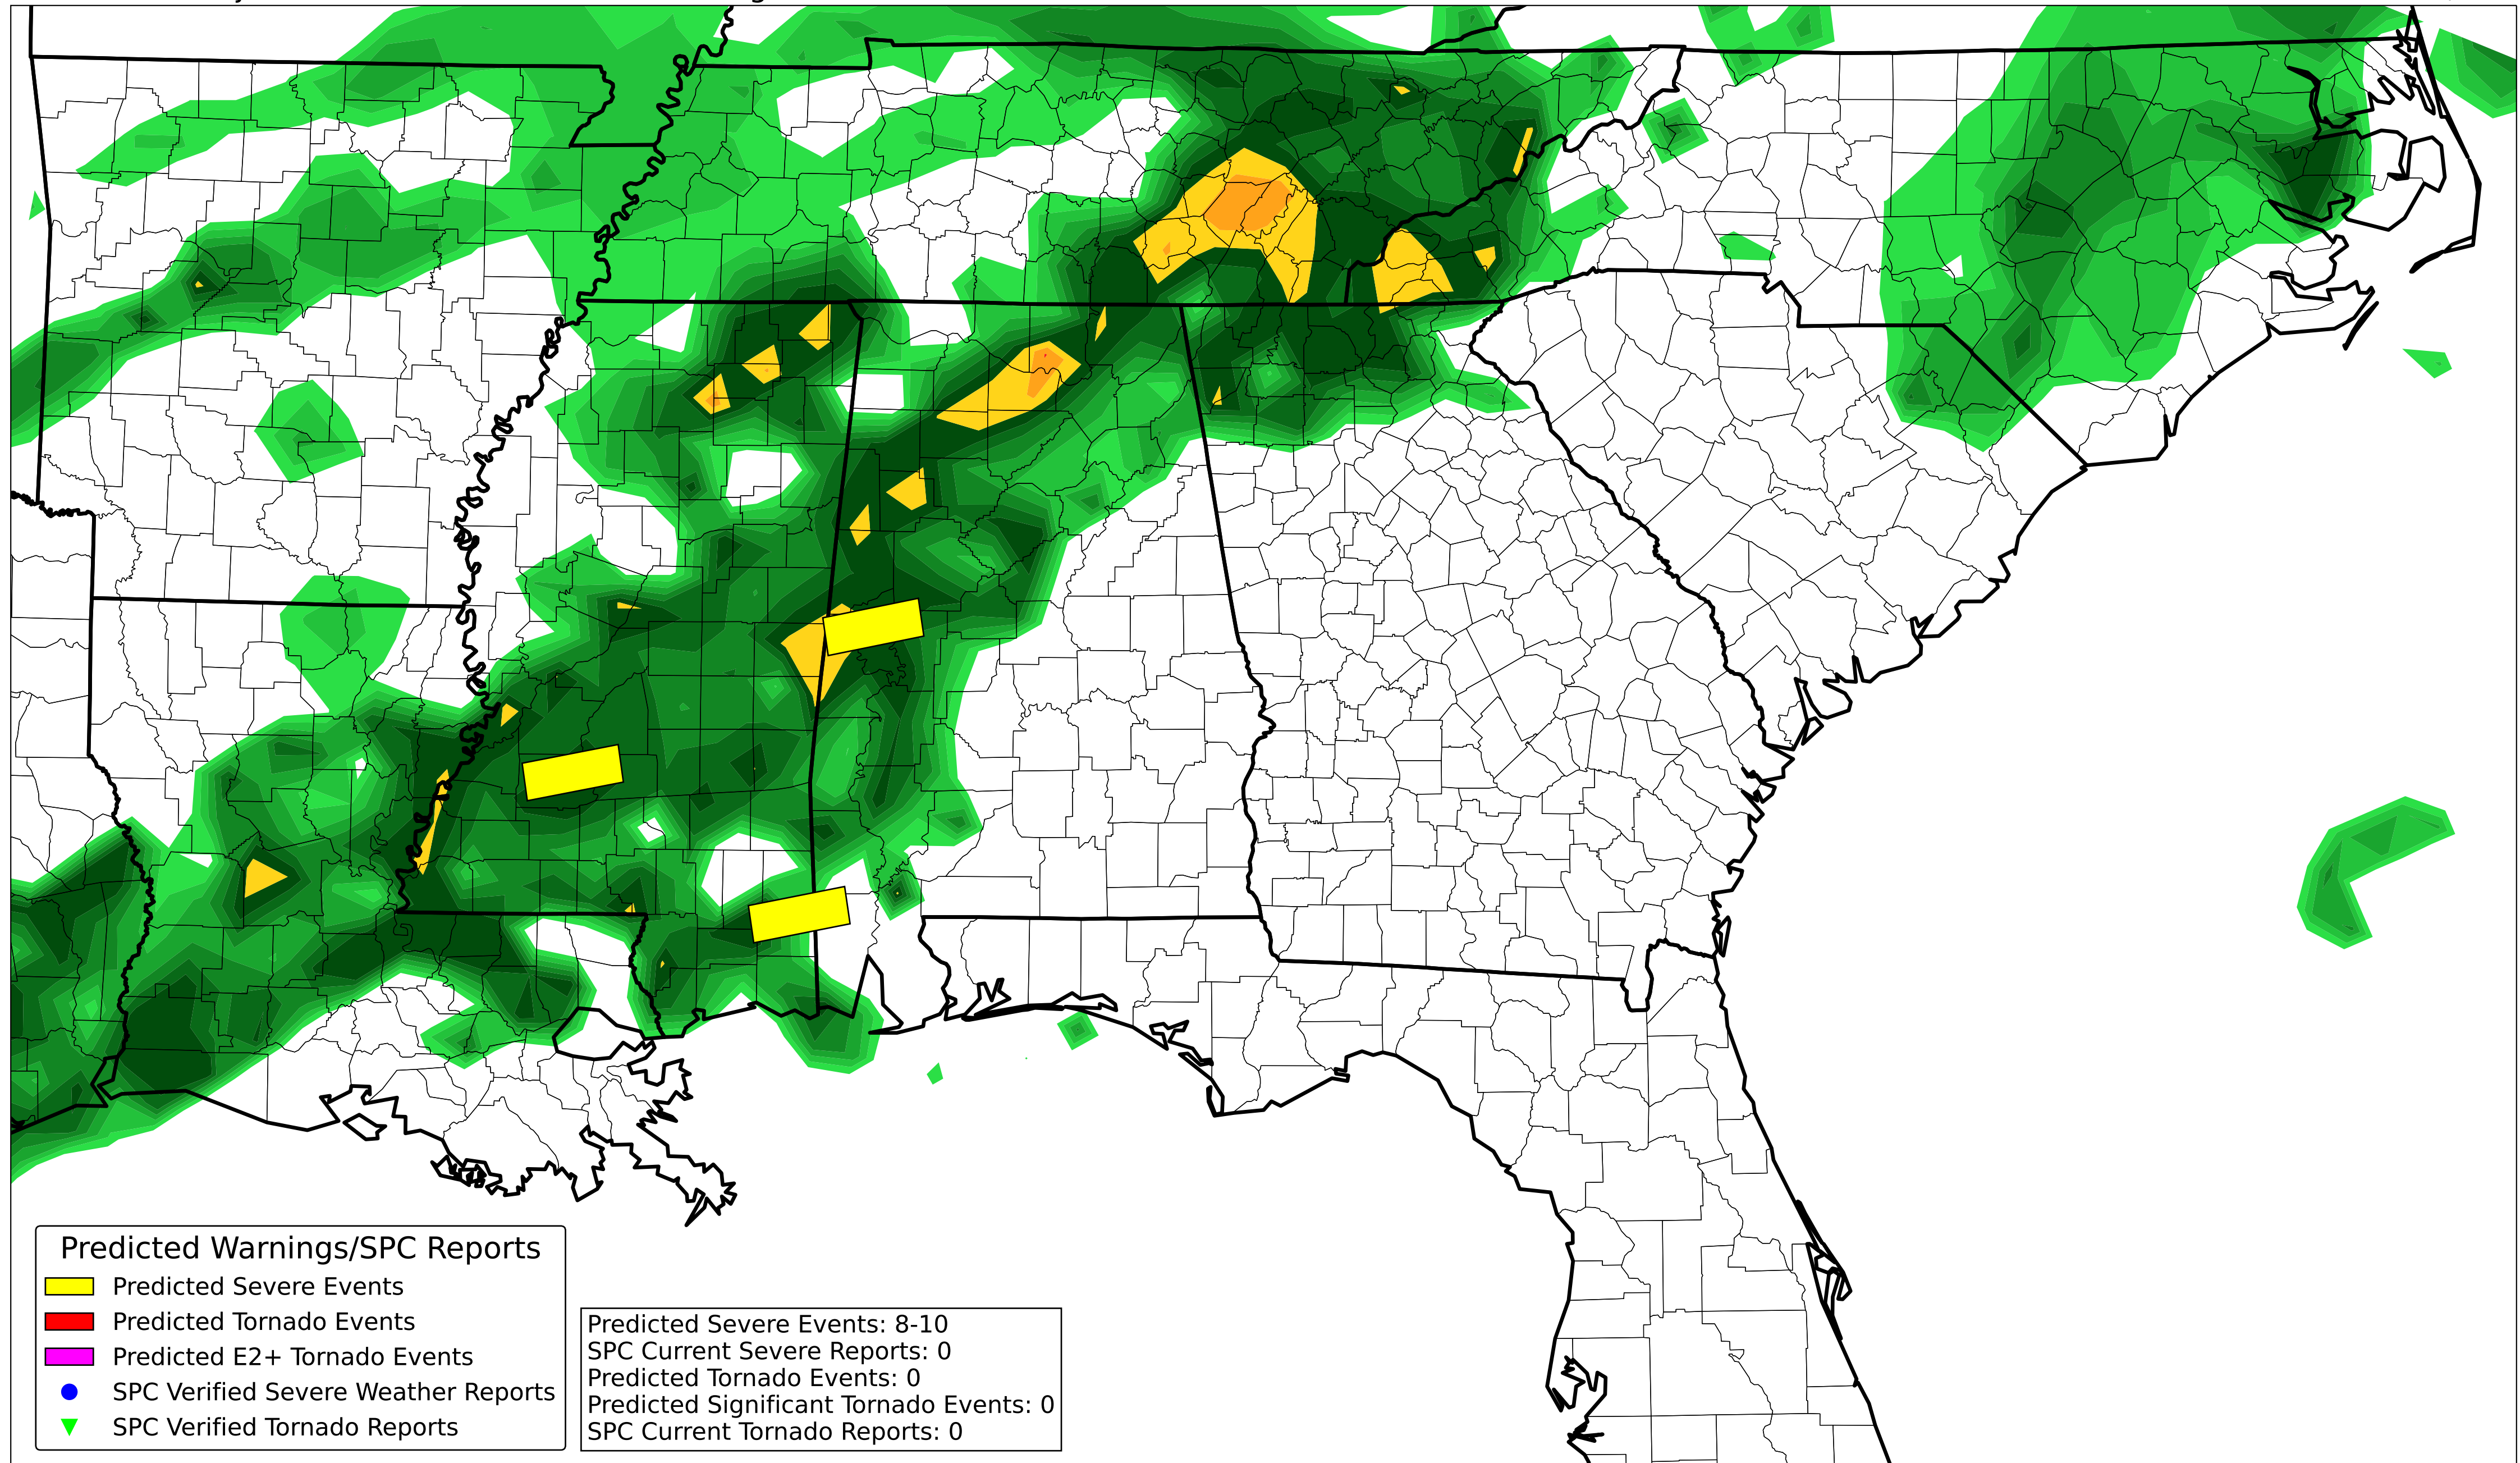 Predicted Warnings/SPC Reports
Predicted Severe Events
Predicted Tornado Events
Predicted E2+ Tornado Events
SPC Verified Severe Weather Reports
SPC Verified Tornado Reports
Predicted Severe Events: 8-10
SPC Current Severe Reports: 0
Predicted Tornado Events: 0
Predicted Significant Tornado Events: 0
SPC Current Tornado Reports: 0